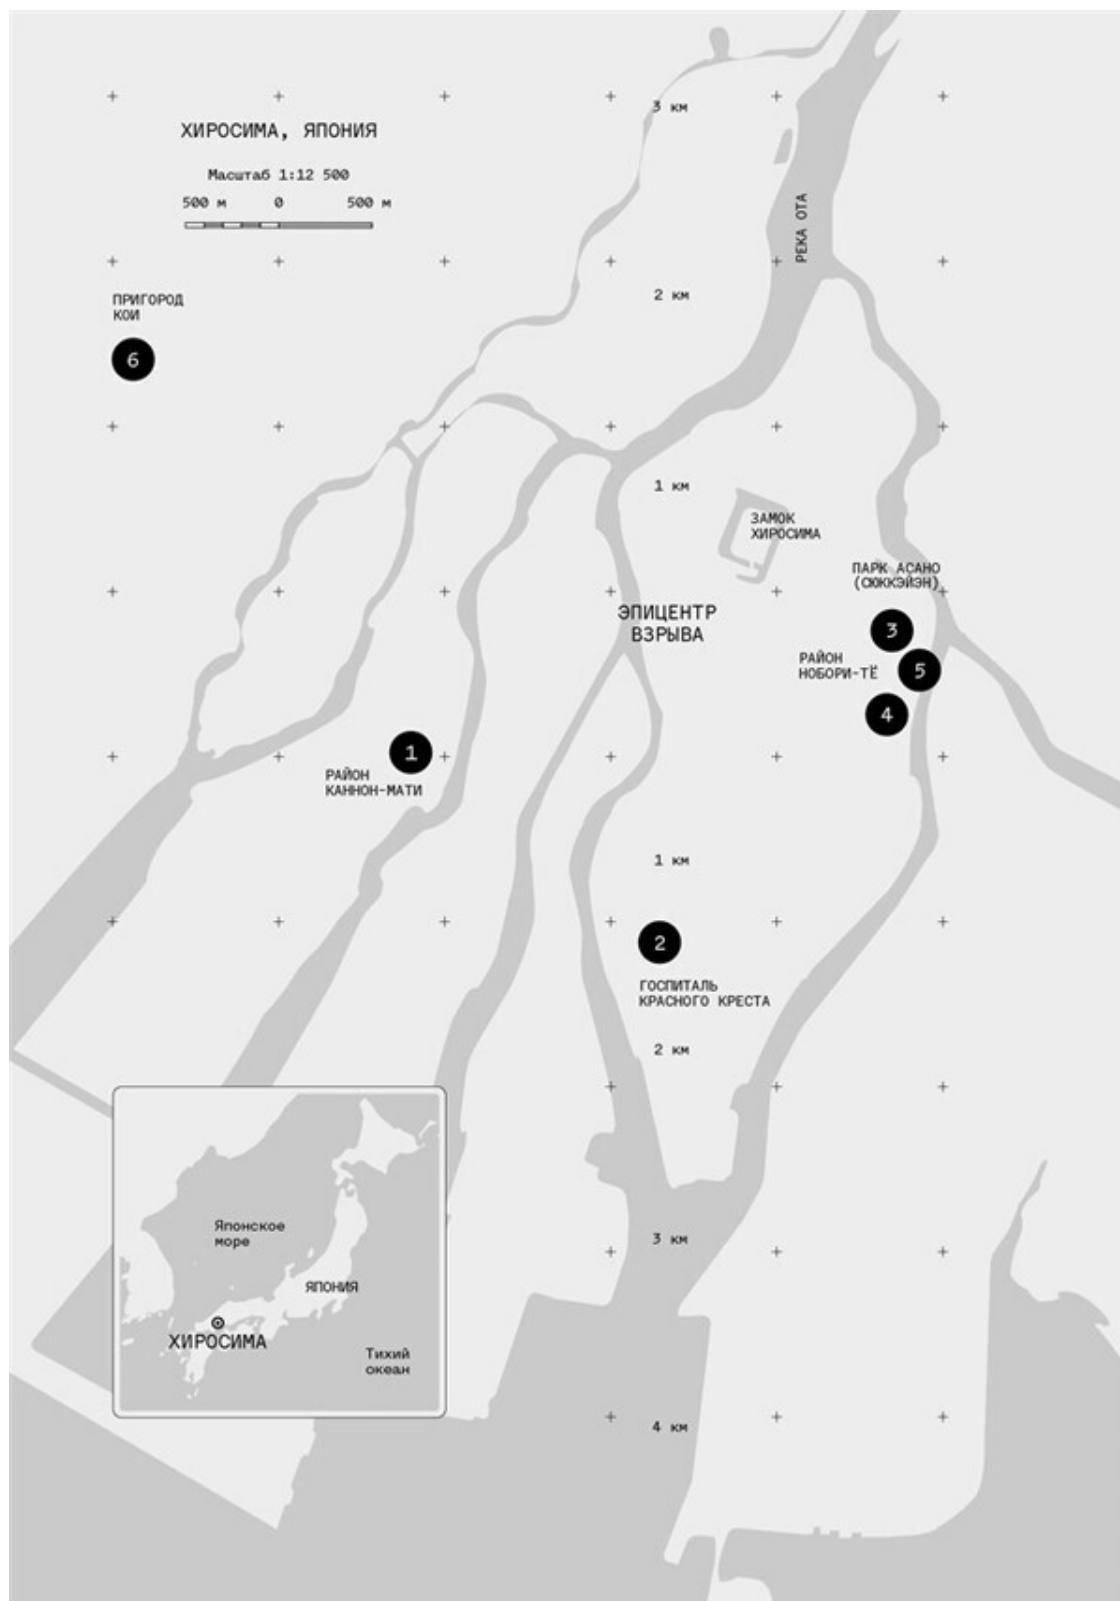 3 км
ХИРОСИМА, ЯПОНИЯ
Масштаб 1:12 500
500 м 0 500 м
РЕКА ОТА
2 км
ПРИГОРОД
КОИ
6
1 км
ЗАМОК
ХИРОСИМА
ПАРК АСАНО
(СЮККЭЙЭН)
ЭПИЦЕНТР
ВЗРЫВА
3
РАЙОН
НОБОРИ-ТЁ
5
4
1
РАЙОН
КАННОН-МАТИ
1 км
2
ГОСПИТАЛЬ
КРАСНОГО КРЕСТА
2 км
Японское
море
3 км
ЯПОНИЯ
ХИРОСИМА
Тихий
океан
4 км